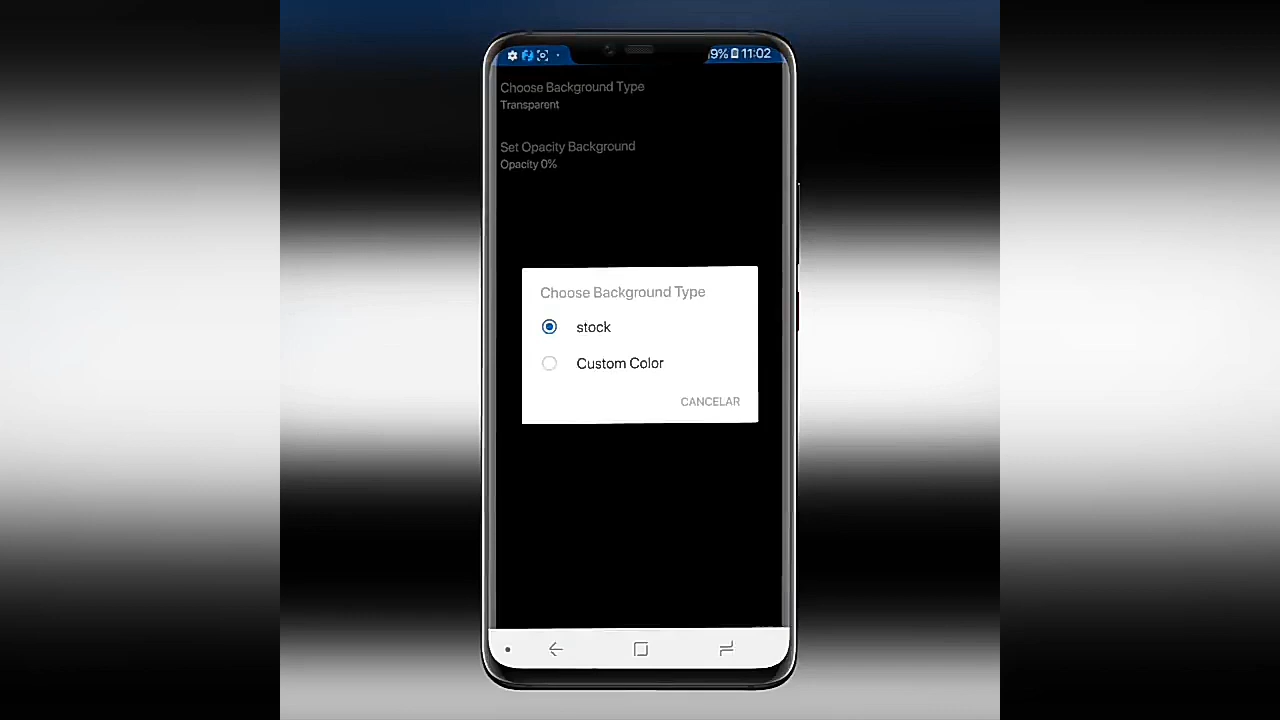 9% 11:02
Choose Background Type
Transparent
Set Opacity Background
Opacity 0%
Choose Background Type
stock
Custom Color
CANCELAR